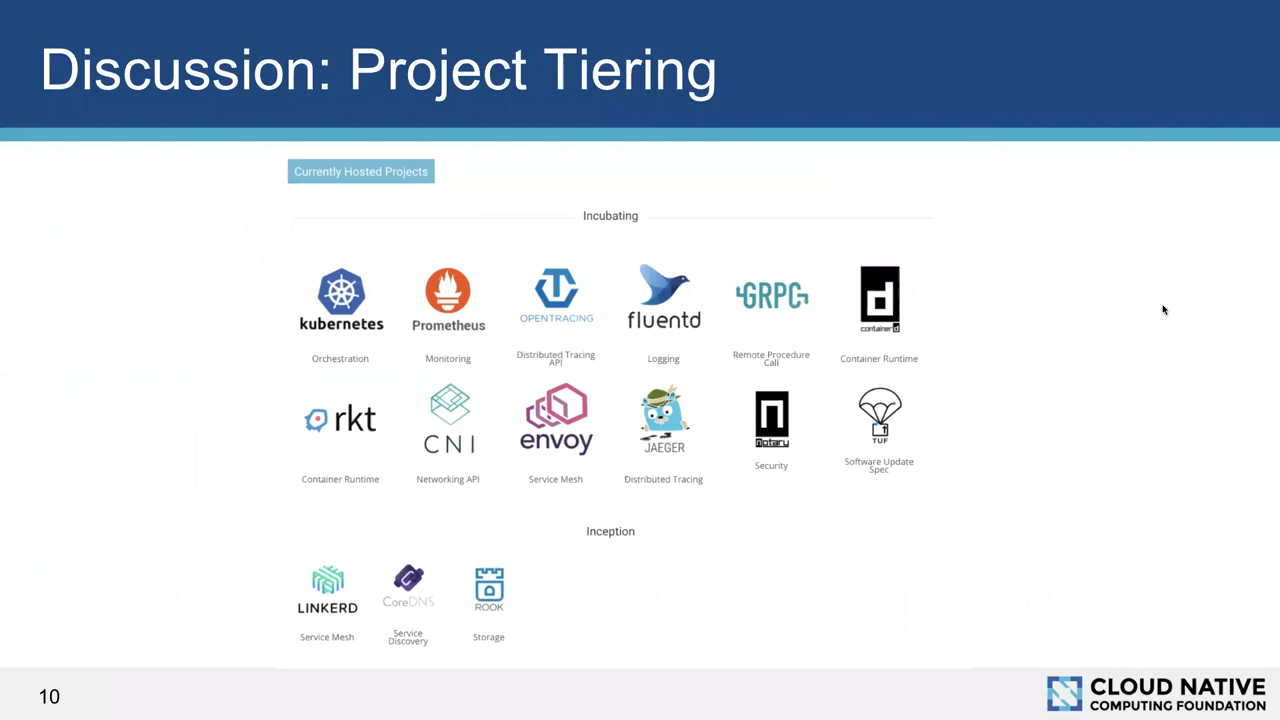 Discussion: Project Tiering
Currently Hosted Projects
Incubating
kubernetes
Prometheus
OPENTRACING
fluentd
GRPC
d
containerd
Orchestration
Monitoring
Distributed Tracing
API
Logging
Remote Procedure
Call
Container Runtime
rkt
CNI
envoy
JAEGER
n
notary
TUF
Container Runtime
Networking API
Service Mesh
Distributed Tracing
Security
Software Update
Spec
Inception
LINKERD
CoreDNS
ROOK
Service Mesh
Service
Discovery
Storage
10
CLOUD NATIVE
COMPUTING FOUNDATION